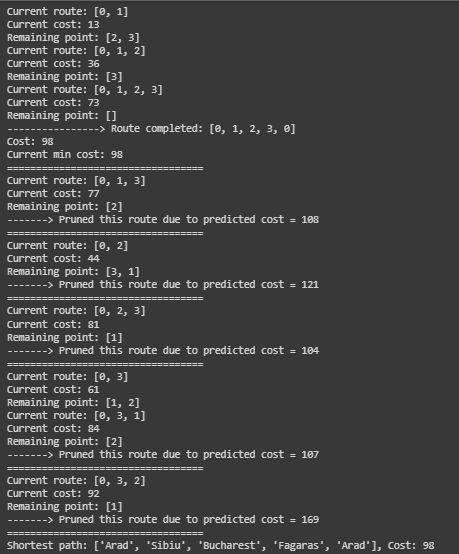 Current route: [0, 1]
Current cost: 13
Remaining point: [2, 3]
Current route: [0, 1, 2]
Current cost: 36
Remaining point: [3]
Current route: [0, 1, 2, 3]
Current cost: 73
Remaining point: []
----------------> Route completed: [0, 1, 2, 3, 0]
Cost: 98
Current min cost: 98
==================================
Current route: [0, 1, 3]
Current cost: 77
Remaining point: [2]
-------> Pruned this route due to predicted cost = 108
==================================
Current route: [0, 2]
Current cost: 44
Remaining point: [3, 1]
-------> Pruned this route due to predicted cost = 121
==================================
Current route: [0, 2, 3]
Current cost: 81
Remaining point: [1]
-------> Pruned this route due to predicted cost = 104
==================================
Current route: [0, 3]
Current cost: 61
Remaining point: [1, 2]
Current route: [0, 3, 1]
Current cost: 84
Remaining point: [2]
-------> Pruned this route due to predicted cost = 107
==================================
Current route: [0, 3, 2]
Current cost: 92
Remaining point: [1]
-------> Pruned this route due to predicted cost = 169
==================================
Shortest path: ['Arad', 'Sibiu', 'Bucharest', 'Fagaras', 'Arad'], Cost: 98